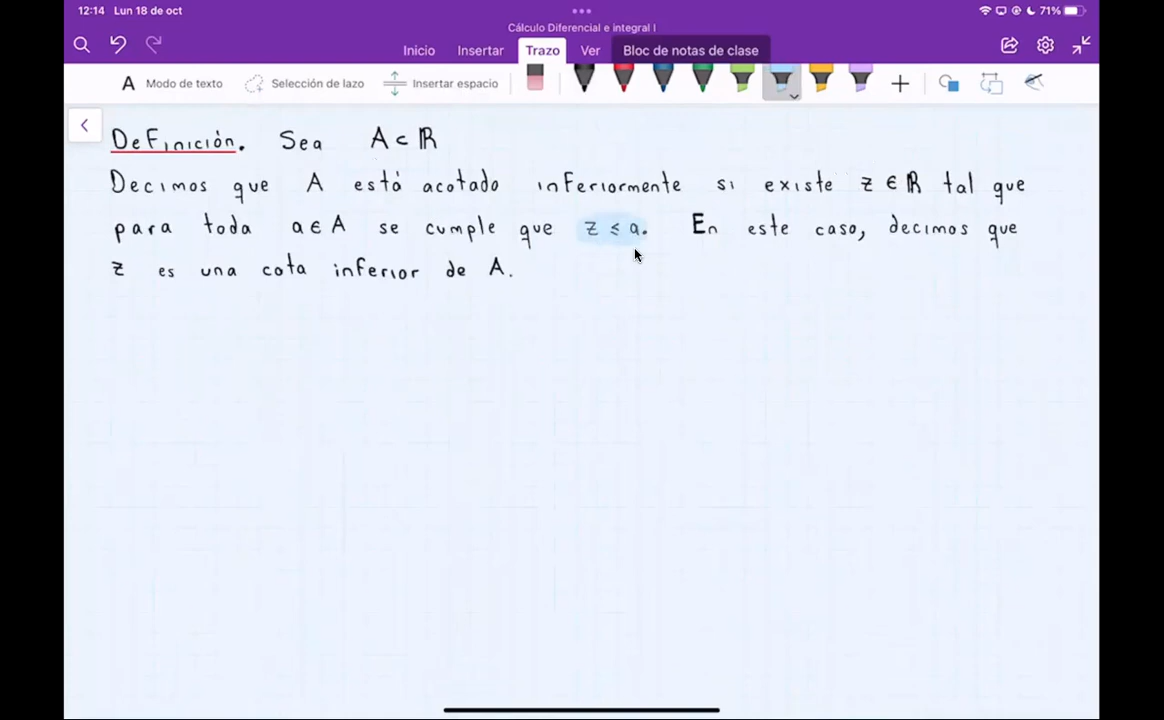 12:14 Lun 18 de oct
71%
Cálculo Diferencial e integral I
Inicio Insertar Trazo Ver Bloc de notas de clase
A Modo de texto Selección de lazo Insertar espacio
Definición. Sea A ⊂ ℝ
Decimos que A está acotado inferiormente si existe z ∈ ℝ tal que
para toda a ∈ A se cumple que z ≤ a. En este caso, decimos que
z es una cota inferior de A.